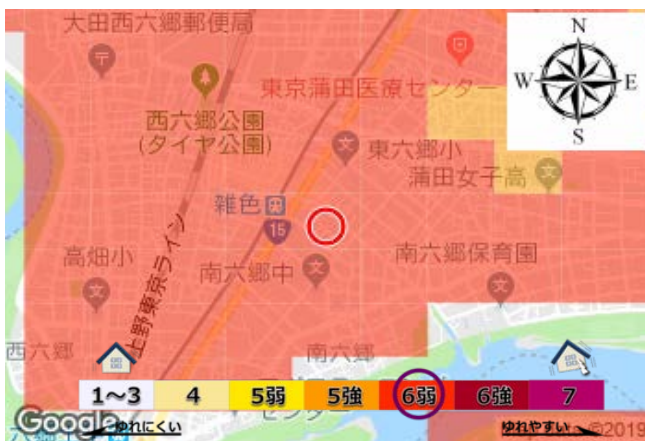 大田西六郷郵便局
N
W
E
S
東京蒲田医療センター
西六郷公園
(タイヤ公園)
東六郷小
蒲田女子高
雑色
15
上野東京ライン
高畑小
南六郷中
南六郷保育園
西六郷
南六郷
1～3
4
5弱
5強
6弱
6強
7
Google
ゆれにくい
センター
ゆれやすい
©2019